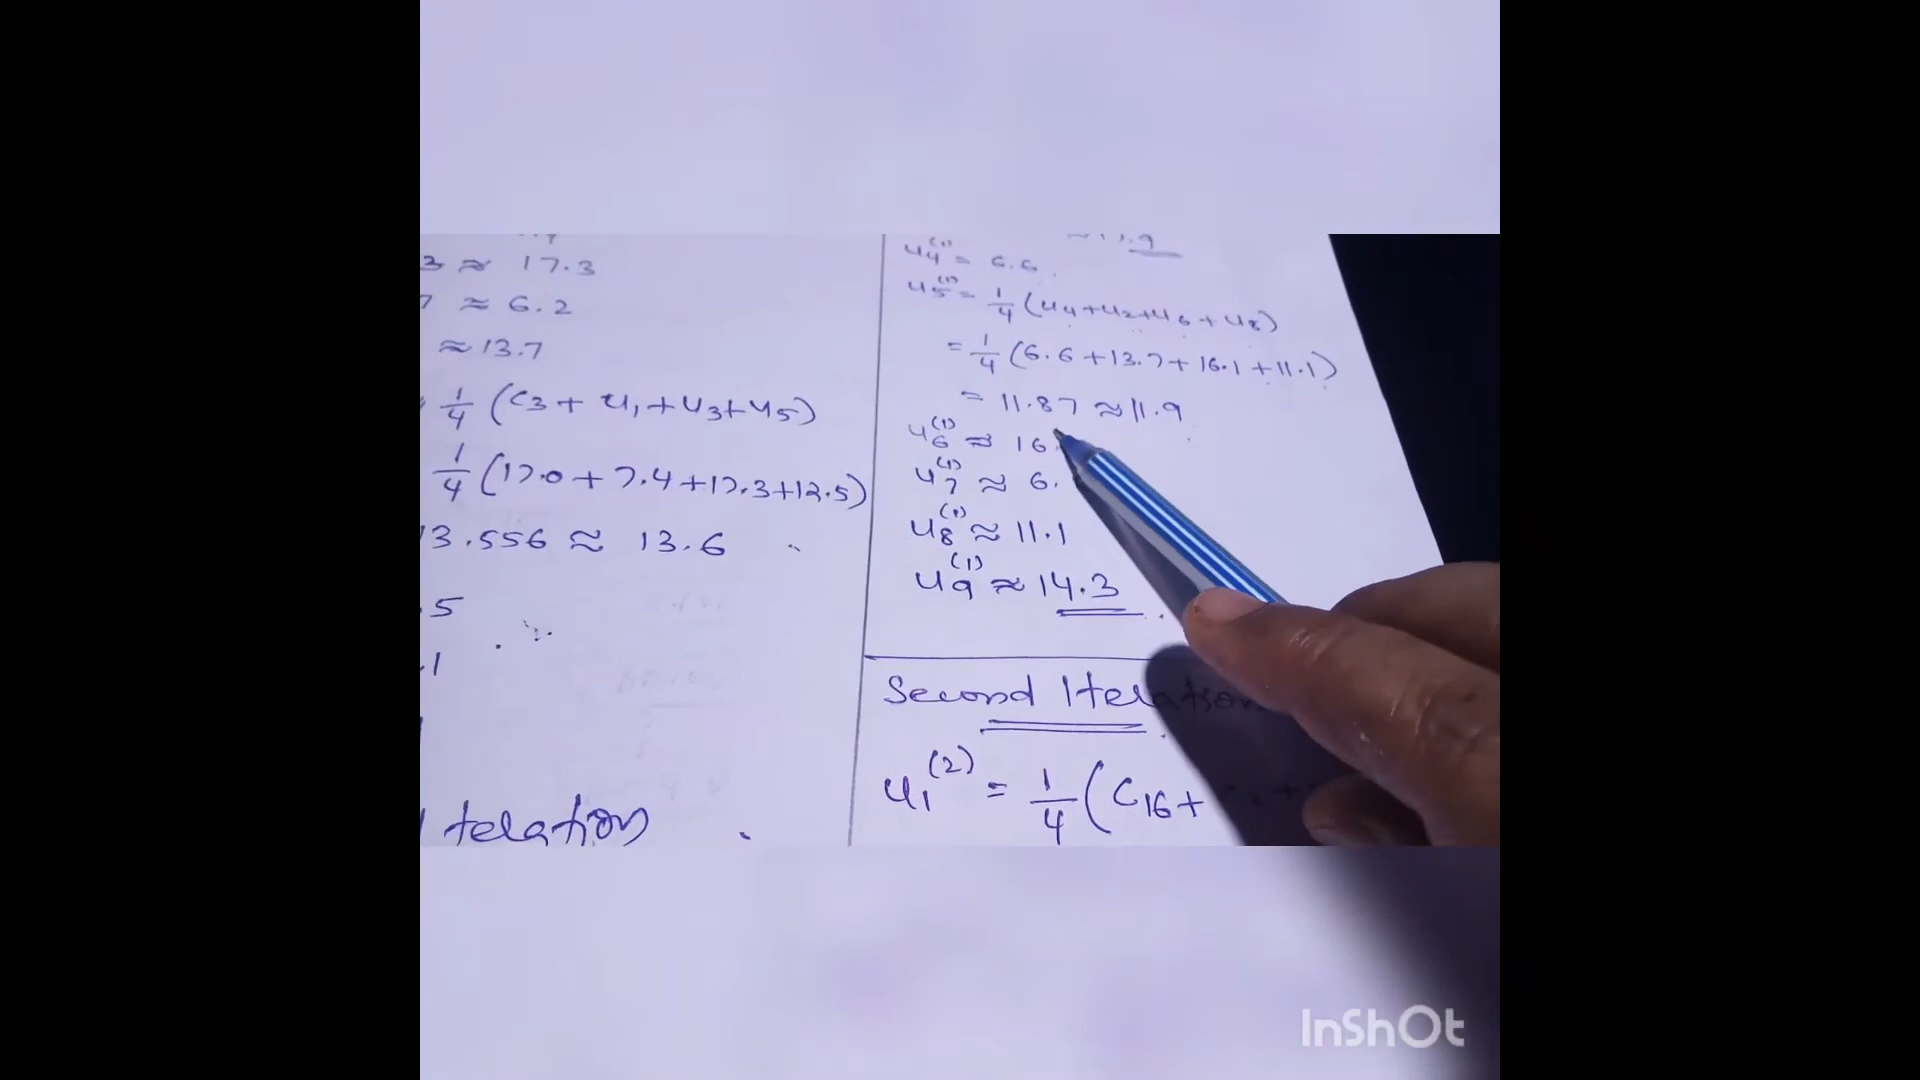 3 ≈ 17.3
7 ≈ 6.2
≈ 13.7
1/4 (C3 + u1 + u3 + u5)
1/4 (17.0 + 7.4 + 17.3 + 12.5)
13.556 ≈ 13.6
.5
.1
Iteration
u4^(1) = 6.6
u5^(1) = 1/4 (u4 + u2 + u6 + u8)
= 1/4 (6.6 + 13.7 + 16.1 + 11.1)
= 11.87 ≈ 11.9
u6^(1) ≈ 16.
u7^(1) ≈ 6.
u8^(1) ≈ 11.1
u9^(1) ≈ 14.3
Second Iteration
u1^(2) = 1/4 (C16 +
InShOt